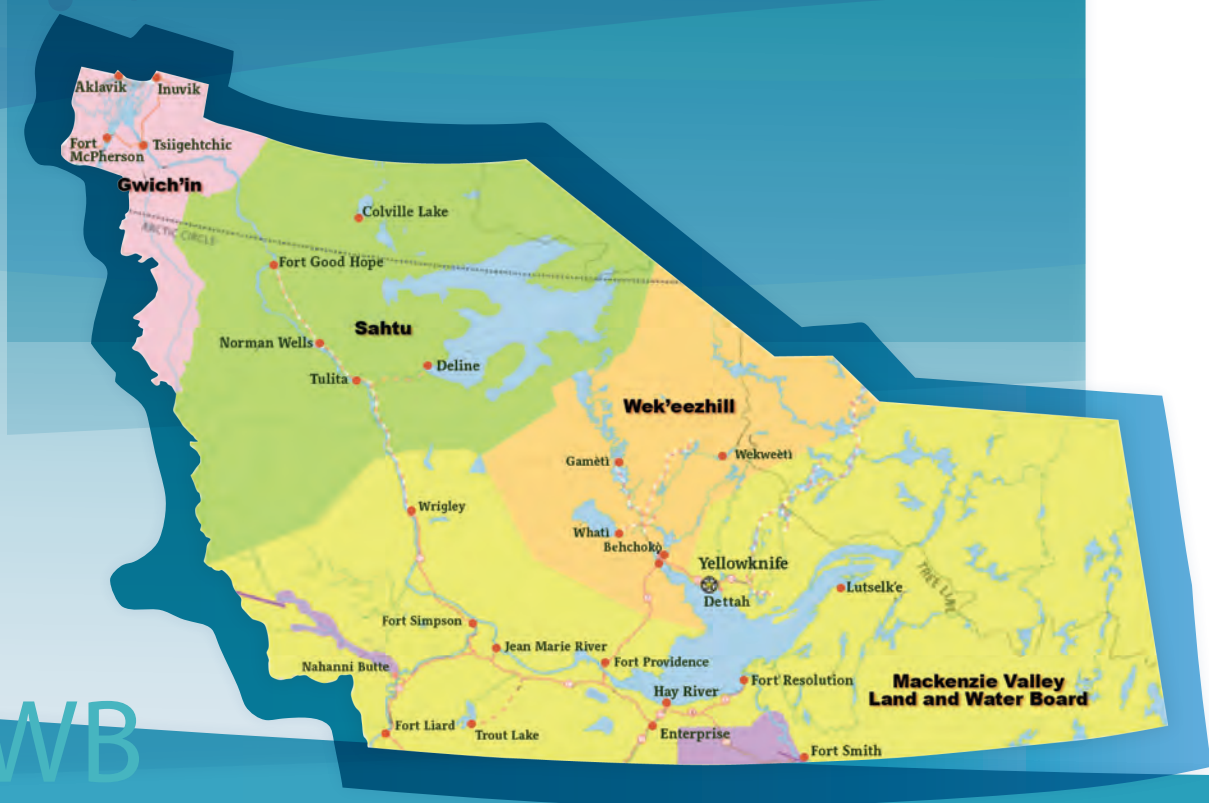 Aklavik
Inuvik
Fort
McPherson
Tsiigehtchic
Gwich'in
ARCTIC CIRCLE
Colville Lake
Fort Good Hope
Sahtu
Norman Wells
Deline
Tulita
Wek'eezhill
Gamètì
Wekweètì
Wrigley
Whatì
Behchokò
Yellowknife
Dettah
Lutselk'e
TREE LINE
Fort Simpson
Jean Marie River
Nahanni Butte
Fort Providence
Fort Resolution
Mackenzie Valley
Land and Water Board
Hay River
Fort Liard
Trout Lake
Enterprise
Fort Smith
WB